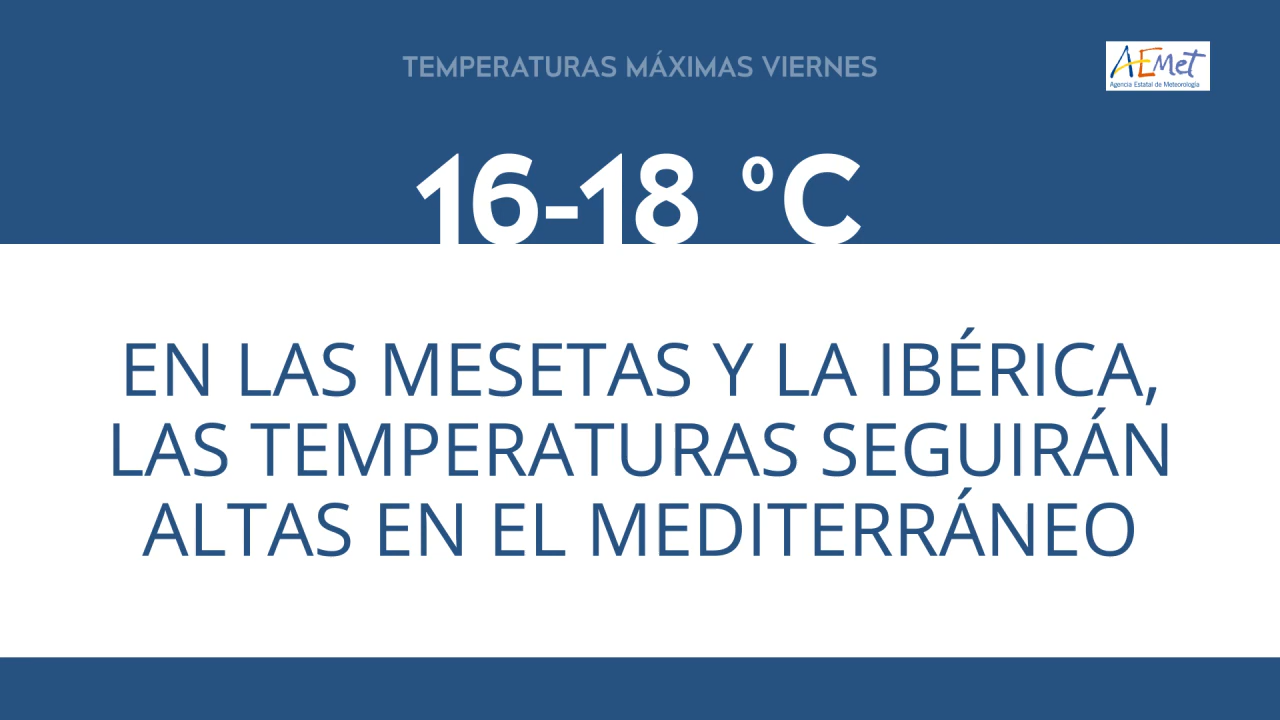 TEMPERATURAS MÁXIMAS VIERNES
AEMet
Agencia Estatal de Meteorología
16-18 ºC
EN LAS MESETAS Y LA IBÉRICA,
LAS TEMPERATURAS SEGUIRÁN
ALTAS EN EL MEDITERRÁNEO